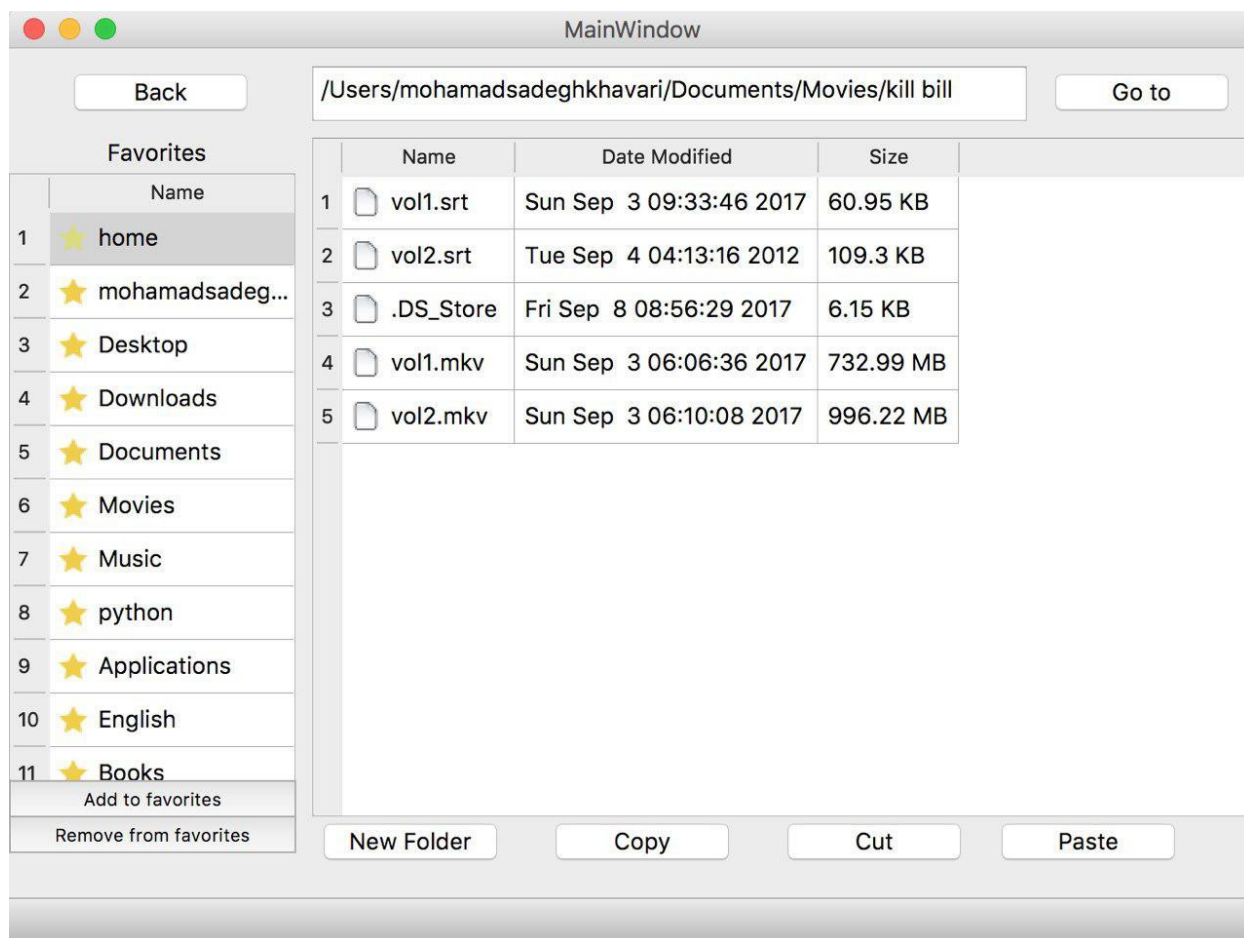 MainWindow
Back
/Users/mohamadsadeghkhavari/Documents/Movies/kill bill
Go to
Favorites
Name
1 home
2 mohamadsadeg...
3 Desktop
4 Downloads
5 Documents
6 Movies
7 Music
8 python
9 Applications
10 English
11 Books
Add to favorites
Remove from favorites
Name Date Modified Size
1 vol1.srt Sun Sep 3 09:33:46 2017 60.95 KB
2 vol2.srt Tue Sep 4 04:13:16 2012 109.3 KB
3 .DS_Store Fri Sep 8 08:56:29 2017 6.15 KB
4 vol1.mkv Sun Sep 3 06:06:36 2017 732.99 MB
5 vol2.mkv Sun Sep 3 06:10:08 2017 996.22 MB
New Folder Copy Cut Paste